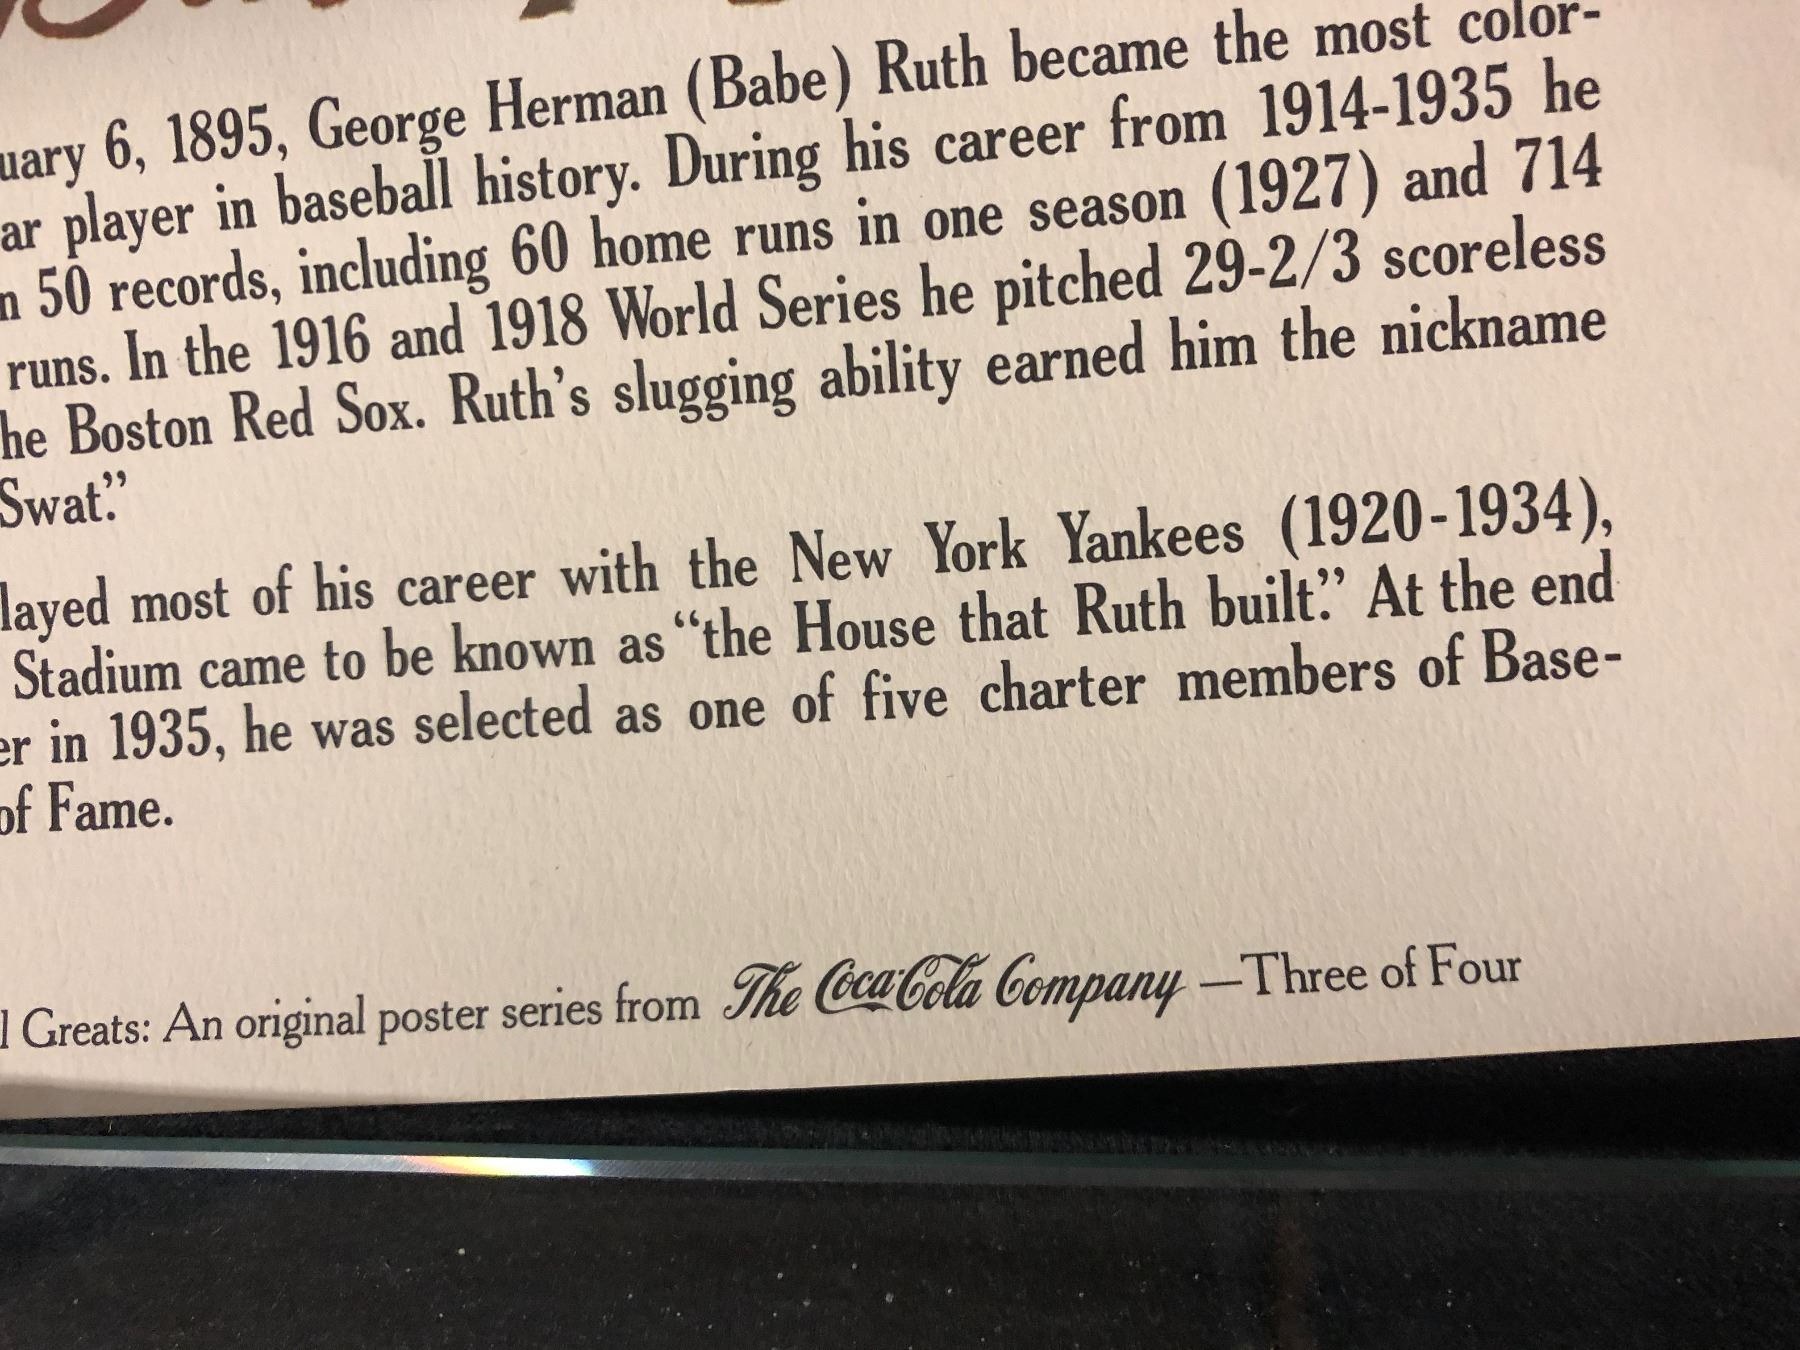 uary 6, 1895, George Herman (Babe) Ruth became the most color-
ar player in baseball history. During his career from 1914-1935 he
n 50 records, including 60 home runs in one season (1927) and 714
runs. In the 1916 and 1918 World Series he pitched 29-2/3 scoreless
he Boston Red Sox. Ruth's slugging ability earned him the nickname
Swat."
layed most of his career with the New York Yankees (1920-1934),
Stadium came to be known as "the House that Ruth built." At the end
er in 1935, he was selected as one of five charter members of Base-
of Fame.
l Greats: An original poster series from The Coca-Cola Company —Three of Four